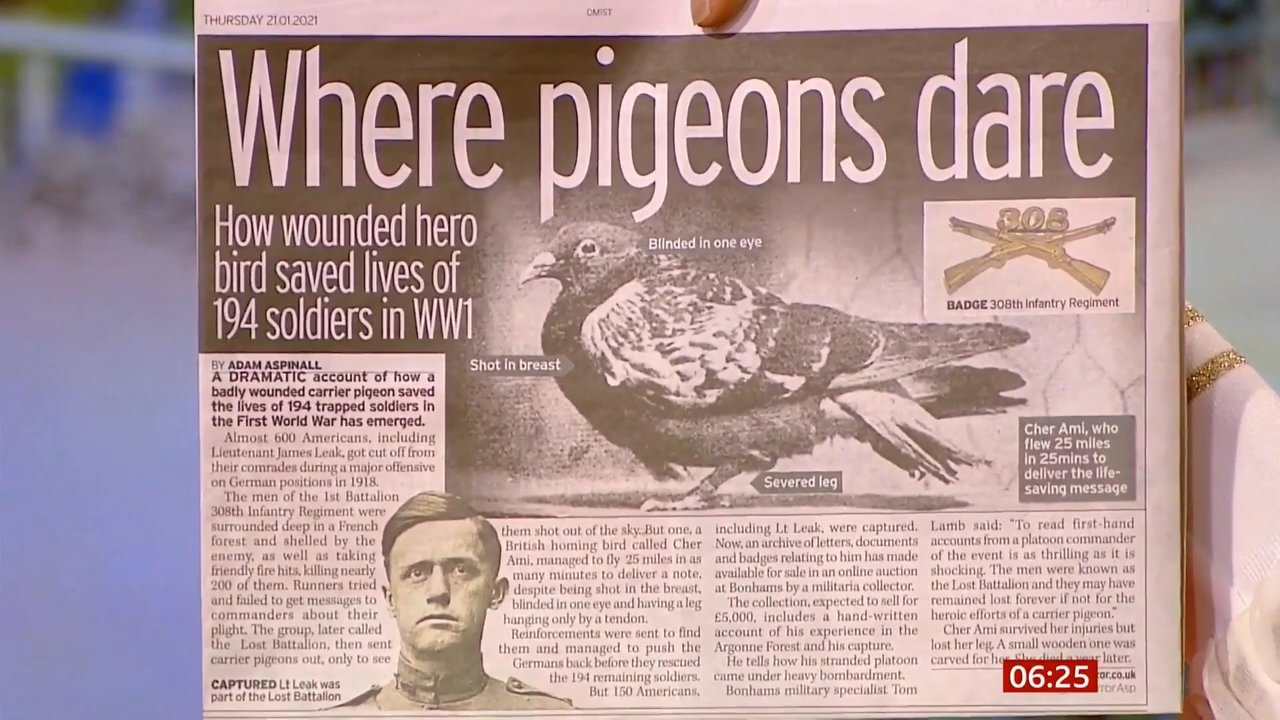 THURSDAY 21.01.2021
DMIST
Where pigeons dare
How wounded hero
bird saved lives of
194 soldiers in WW1
Blinded in one eye
308
BADGE 308th Infantry Regiment
Shot in breast
Severed leg
Cher Ami, who
flew 25 miles
in 25mins to
deliver the life-
saving message
BY ADAM ASPINALL
A DRAMATIC account of how a
badly wounded carrier pigeon saved
the lives of 194 trapped soldiers in
the First World War has emerged.
Almost 600 Americans, including
Lieutenant James Leak, got cut off from
their comrades during a major offensive
on German positions in 1918.
The men of the 1st Battalion
308th Infantry Regiment were
surrounded deep in a French
forest and shelled by the
enemy, as well as taking
friendly fire hits, killing nearly
200 of them. Runners tried
and failed to get messages to
commanders about their
plight. The group, later called
the Lost Battalion, then sent
carrier pigeons out, only to see
CAPTURED Lt Leak was
part of the Lost Battalion
them shot out of the sky. But one, a
British homing bird called Cher
Ami, managed to fly 25 miles in as
many minutes to deliver a note,
despite being shot in the breast,
blinded in one eye and having a leg
hanging only by a tendon.
Reinforcements were sent to find
them and managed to push the
Germans back before they rescued
the 194 remaining soldiers.
But 150 Americans,
including Lt Leak, were captured.
Now, an archive of letters, documents
and badges relating to him has made
available for sale in an online auction
at Bonhams by a militaria collector.
The collection, expected to sell for
£5,000, includes a hand-written
account of his experience in the
Argonne Forest and his capture.
He tells how his stranded platoon
came under heavy bombardment.
Bonhams military specialist Tom
Lamb said: "To read first-hand
accounts from a platoon commander
of the event is as thrilling as it is
shocking. The men were known as
the Lost Battalion and they may have
remained lost forever if not for the
heroic efforts of a carrier pigeon."
Cher Ami survived her injuries but
lost her leg. A small wooden one was
carved for her. She died a year later.
ror.co.uk
rorAsp
06:25